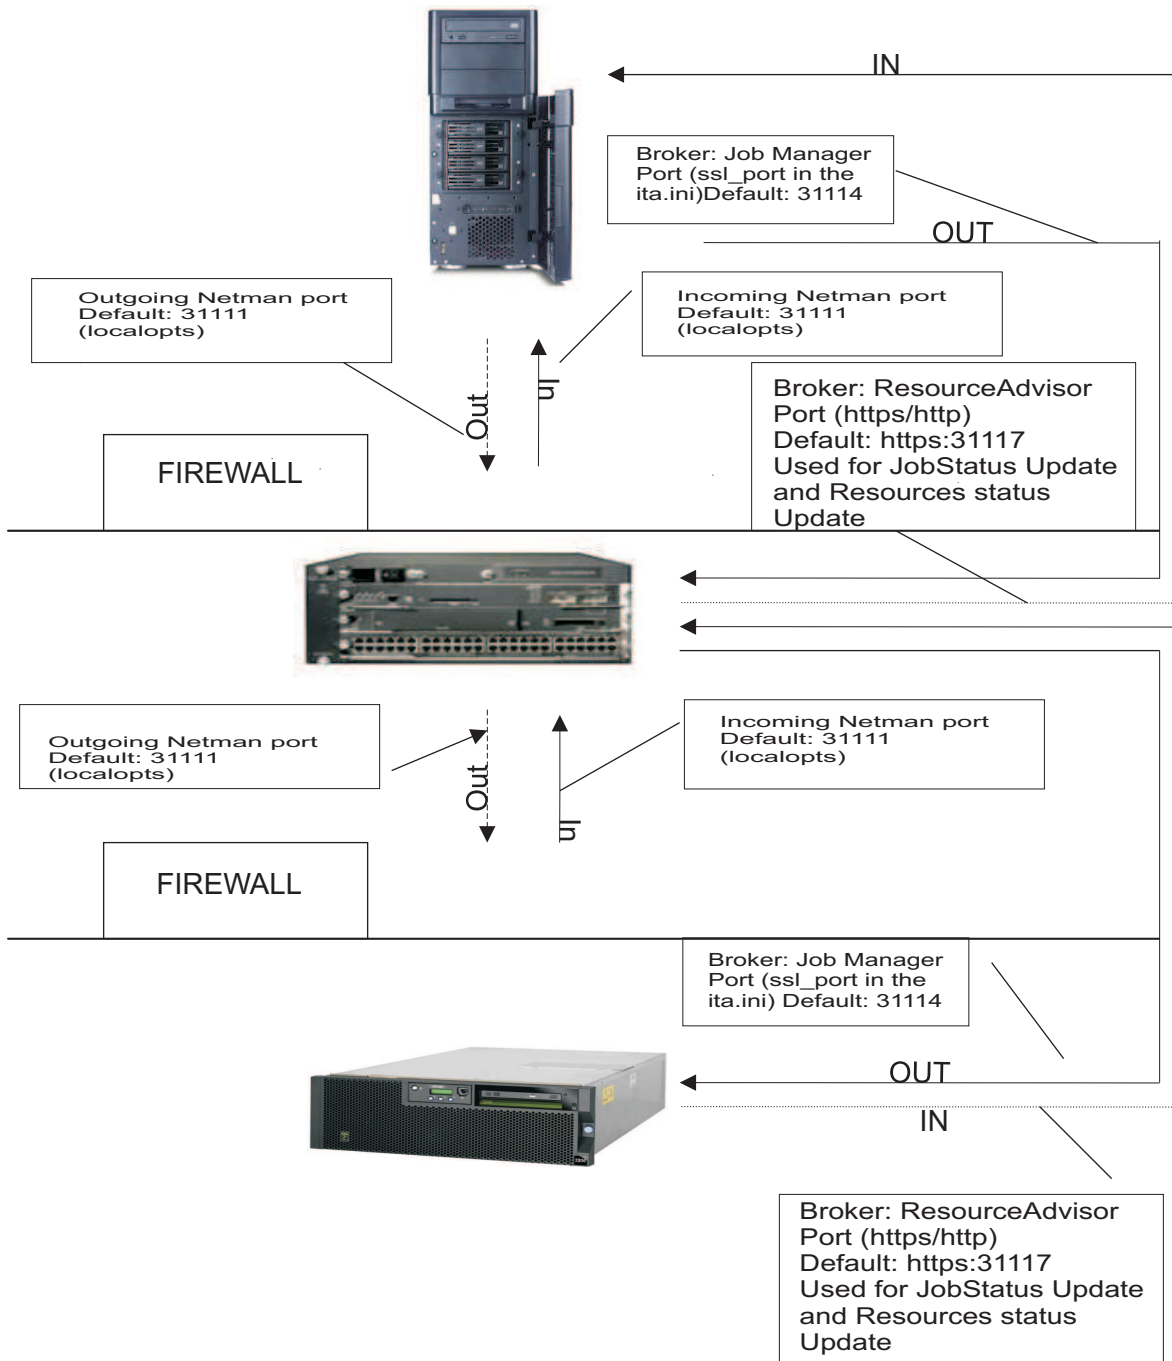 IN
Broker: Job Manager
Port (ssl_port in the
ita.ini)Default: 31114
OUT
Outgoing Netman port
Default: 31111
(localopts)
Incoming Netman port
Default: 31111
(localopts)
Out
In
Broker: ResourceAdvisor
Port (https/http)
Default: https:31117
Used for JobStatus Update
and Resources status
Update
FIREWALL
Outgoing Netman port
Default: 31111
(localopts)
Incoming Netman port
Default: 31111
(localopts)
Out
In
FIREWALL
Broker: Job Manager
Port (ssl_port in the
ita.ini) Default: 31114
OUT
IN
Broker: ResourceAdvisor
Port (https/http)
Default: https:31117
Used for JobStatus Update
and Resources status
Update